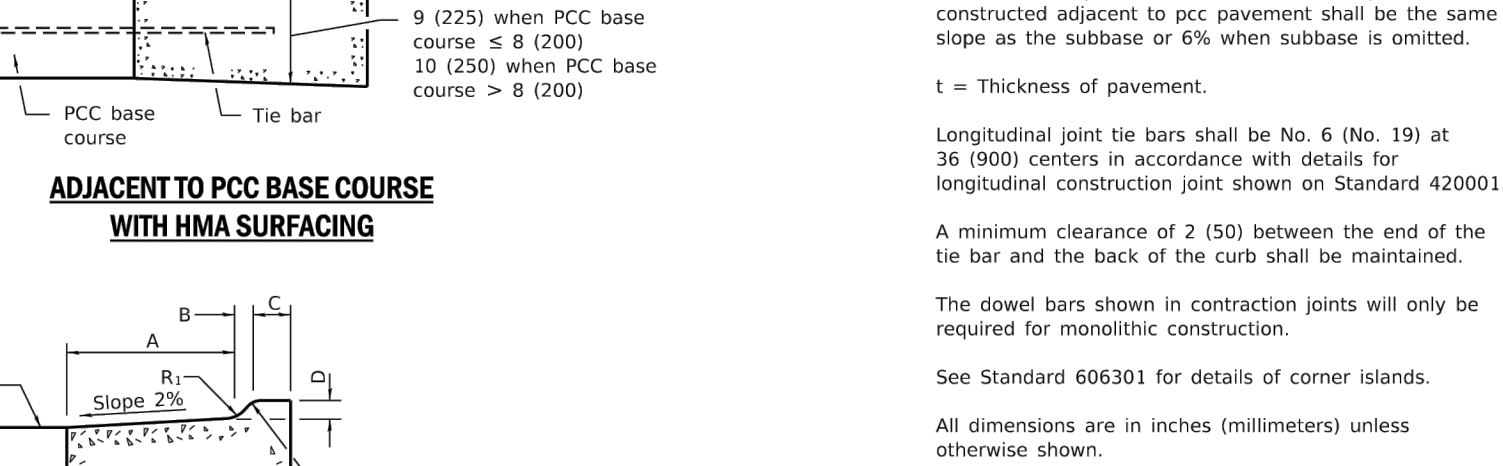 9 (225) when PCC base
course ≤ 8 (200)
10 (250) when PCC base
course > 8 (200)
PCC base
course
Tie bar
ADJACENT TO PCC BASE COURSE
WITH HMA SURFACING
B
C
A
R1
D
Slope 2%
constructed adjacent to pcc pavement shall be the same
slope as the subbase or 6% when subbase is omitted.
t = Thickness of pavement.
Longitudinal joint tie bars shall be No. 6 (No. 19) at
36 (900) centers in accordance with details for
longitudinal construction joint shown on Standard 420001.
A minimum clearance of 2 (50) between the end of the
tie bar and the back of the curb shall be maintained.
The dowel bars shown in contraction joints will only be
required for monolithic construction.
See Standard 606301 for details of corner islands.
All dimensions are in inches (millimeters) unless
otherwise shown.